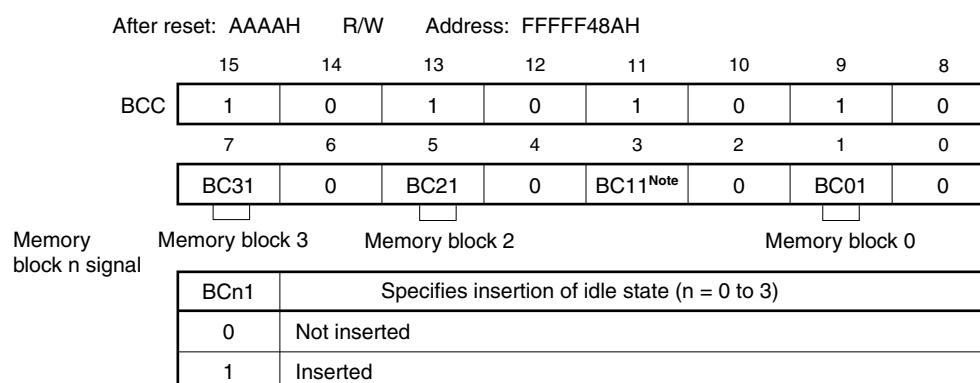 After reset: AAAAH R/W Address: FFFFF48AH
15 14 13 12 11 10 9 8
BCC 1 0 1 0 1 0 1 0
7 6 5 4 3 2 1 0
BC31 0 BC21 0 BC11Note 0 BC01 0
Memory block n signal Memory block 3 Memory block 2 Memory block 0
BCn1 Specifies insertion of idle state (n = 0 to 3)
0 Not inserted
1 Inserted